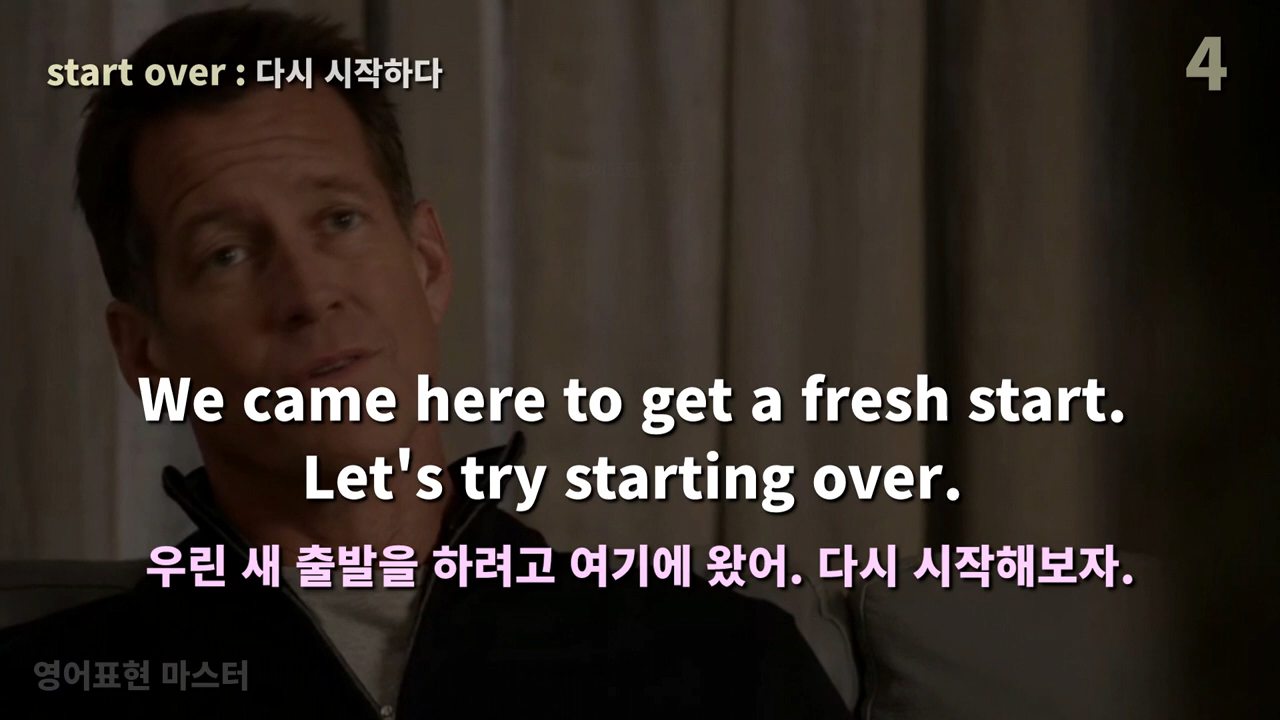 start over : 다시 시작하다
4
We came here to get a fresh start.
Let's try starting over.
우린 새 출발을 하려고 여기에 왔어. 다시 시작해보자.
영어표현 마스터